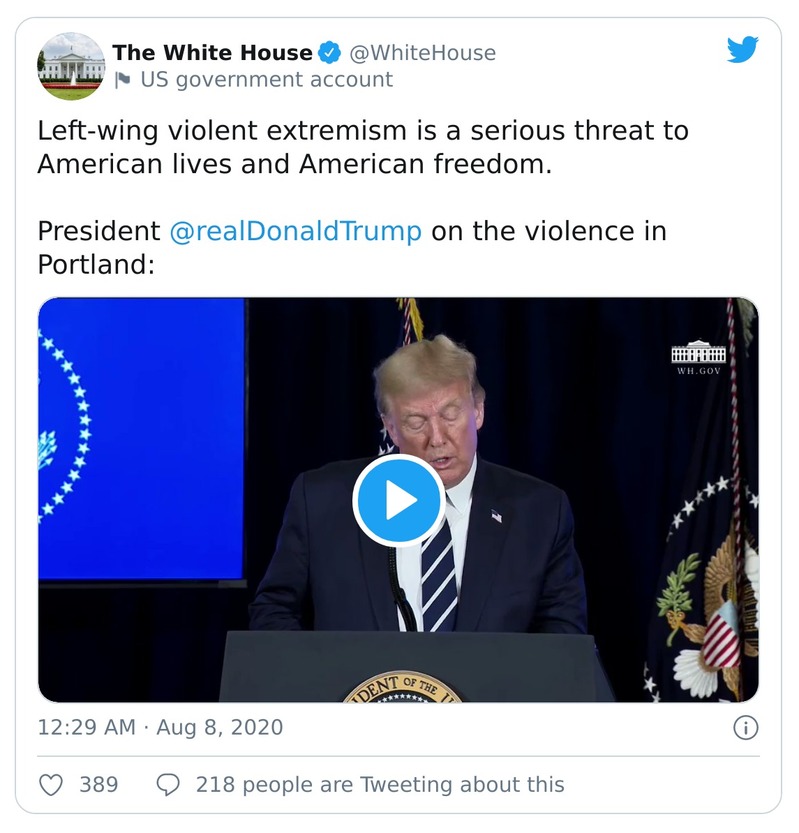 The White House @WhiteHouse
US government account
Left-wing violent extremism is a serious threat to
American lives and American freedom.
President @realDonaldTrump on the violence in
Portland:
WH.GOV
DENT OF THE
12:29 AM · Aug 8, 2020
389 218 people are Tweeting about this